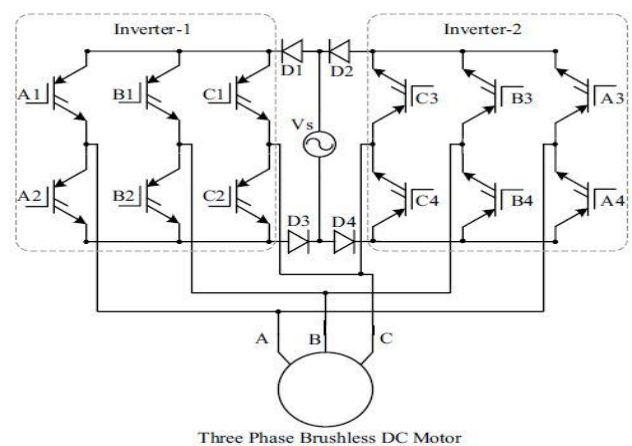 Inverter-1
Inverter-2
D1
D2
A1
B1
C1
C3
B3
A3
Vs
A2
B2
C2
D3
D4
C4
B4
A4
A
B
C
Three Phase Brushless DC Motor